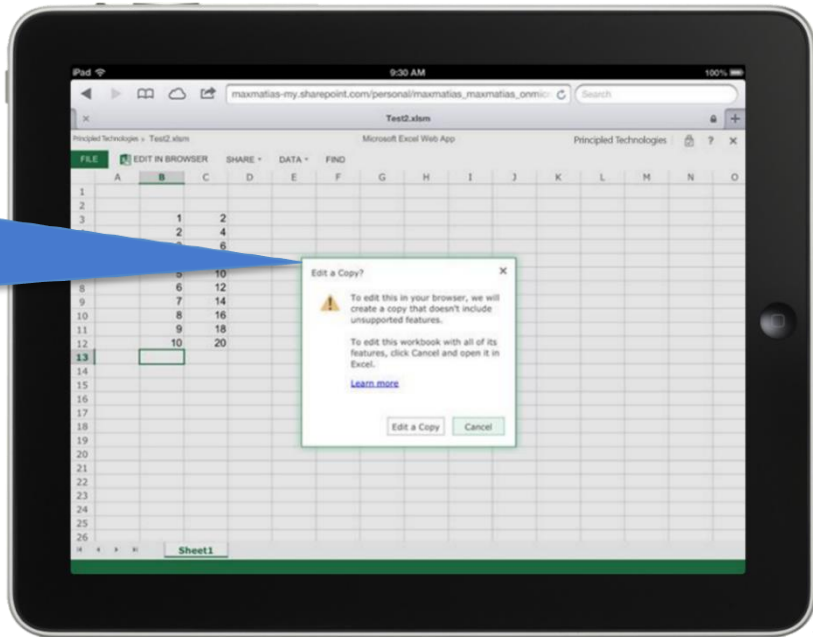 iPad 9:30 AM 100%
maxmatias-my.sharepoint.com/personal/maxmatias_maxmatias_onmicr Search
Test2.xlsm
Principled Technologies » Test2.xlsm Microsoft Excel Web App Principled Technologies ? ×
FILE EDIT IN BROWSER SHARE DATA FIND
A B C D E F G H I J K L M N O
1
2
3 1 2
2 4
6
5 10
8 6 12
9 7 14
10 8 16
11 9 18
12 10 20
13
14
15
16
17
18
19
20
21
22
23
24
25
26
Edit a Copy? ×
To edit this in your browser, we will
create a copy that doesn't include
unsupported features.
To edit this workbook with all of its
features, click Cancel and open it in
Excel.
Learn more
Edit a Copy Cancel
Sheet1